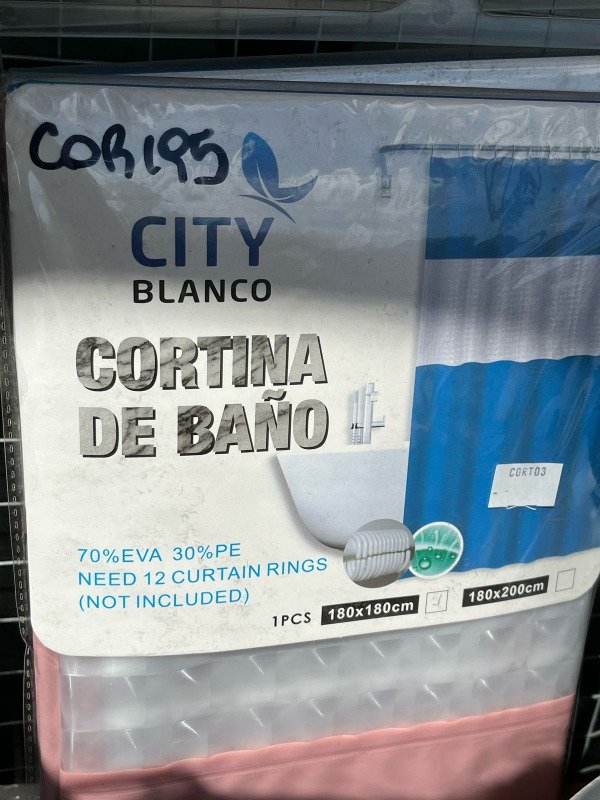 COR195
CITY
BLANCO
CORTINA
DE BAÑO
CORT03
70%EVA 30%PE
NEED 12 CURTAIN RINGS
(NOT INCLUDED)
1PCS 180x180cm 180x200cm